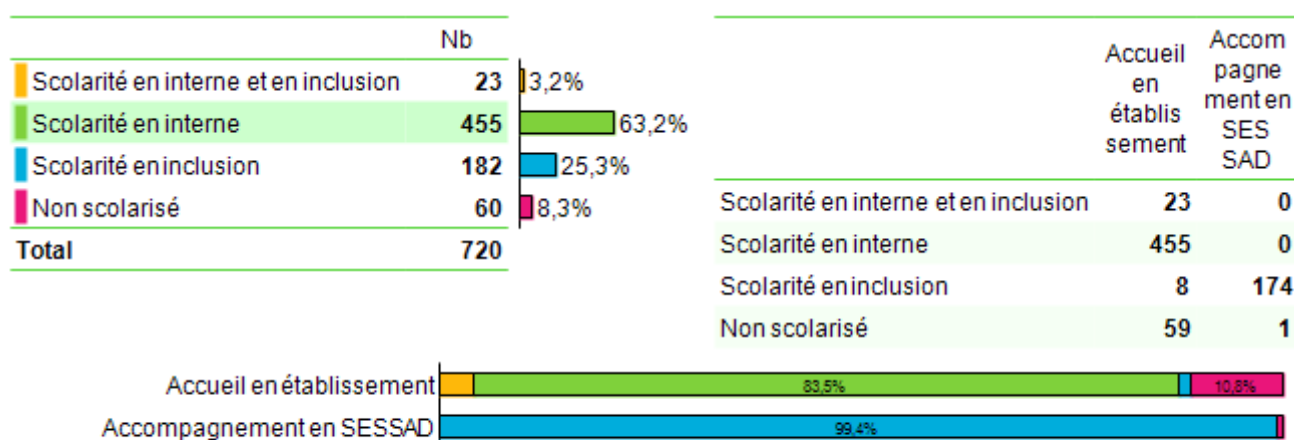 Nb
Scolarité en interne et en inclusion 23 3,2%
Scolarité en interne 455 63,2%
Scolarité en inclusion 182 25,3%
Non scolarisé 60 8,3%
Total 720
Accueil
en
établis
sement
Accom
pagne
ment en
SES
SAD
Scolarité en interne et en inclusion 23 0
Scolarité en interne 455 0
Scolarité en inclusion 8 174
Non scolarisé 59 1
Accueil en établissement 83,5% 10,8%
Accompagnement en SESSAD 99,4%